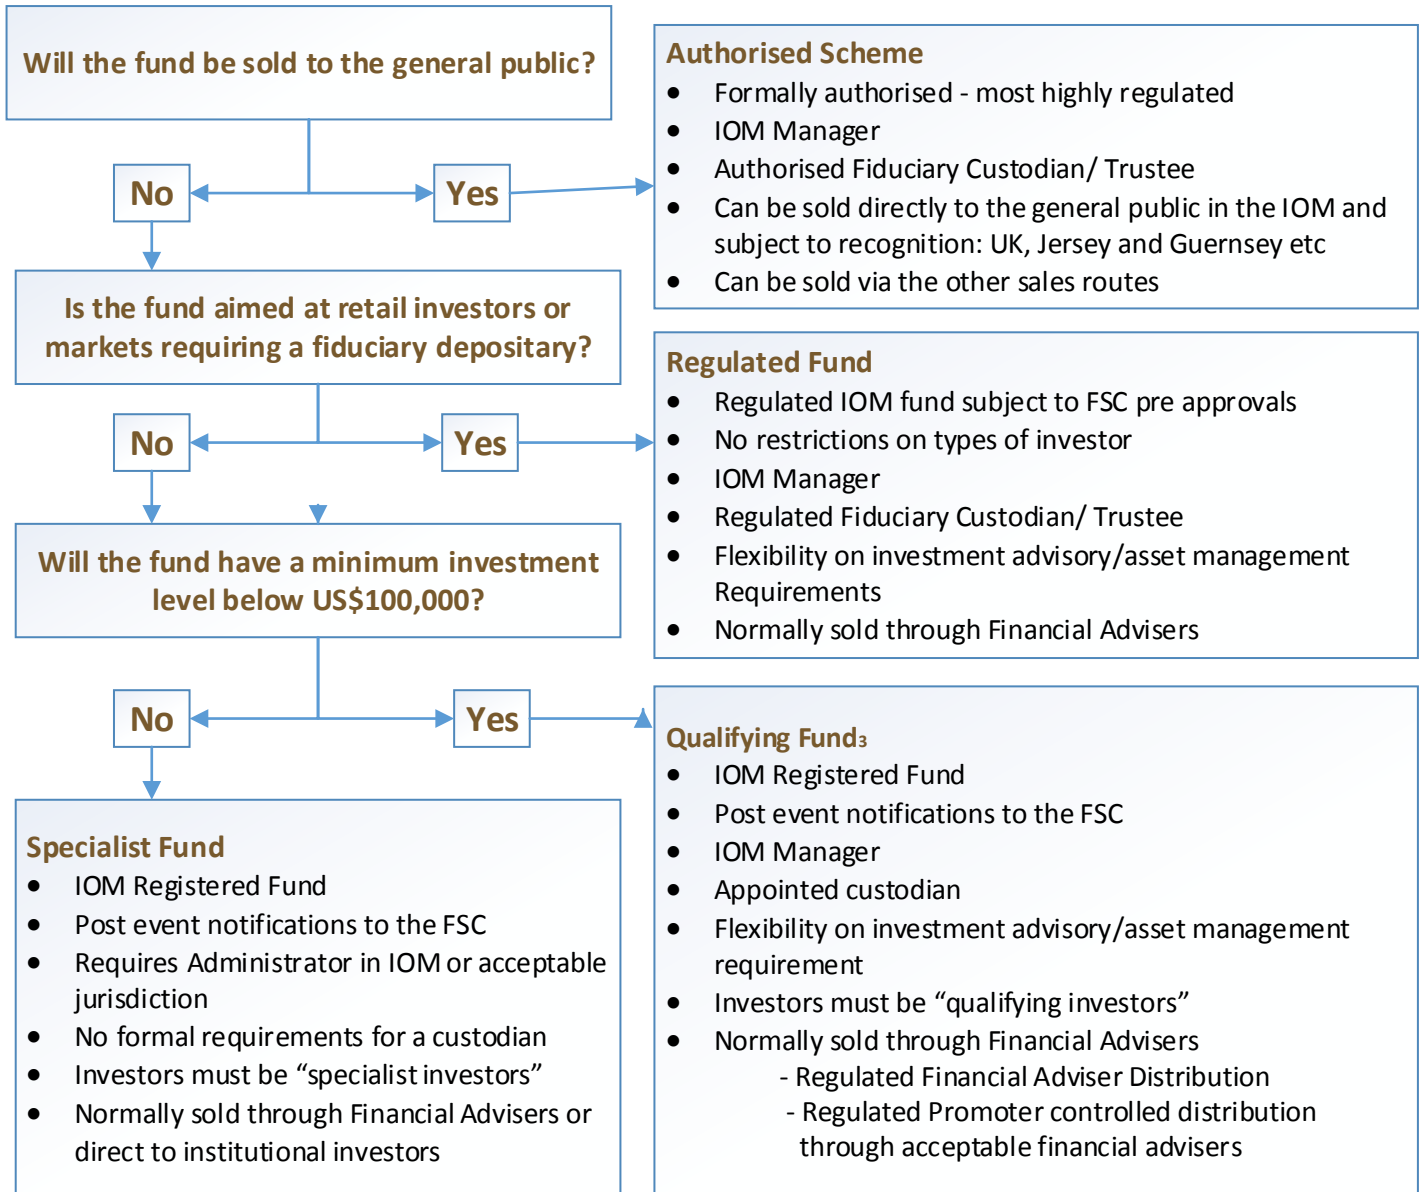 Will the fund be sold to the general public?
No
Yes
Authorised Scheme
• Formally authorised - most highly regulated
• IOM Manager
• Authorised Fiduciary Custodian/ Trustee
• Can be sold directly to the general public in the IOM and
subject to recognition: UK, Jersey and Guernsey etc
• Can be sold via the other sales routes
Is the fund aimed at retail investors or
markets requiring a fiduciary depositary?
No
Yes
Regulated Fund
• Regulated IOM fund subject to FSC pre approvals
• No restrictions on types of investor
• IOM Manager
• Regulated Fiduciary Custodian/ Trustee
• Flexibility on investment advisory/asset management
Requirements
• Normally sold through Financial Advisers
Will the fund have a minimum investment
level below US$100,000?
No
Yes
Qualifying Fund3
• IOM Registered Fund
• Post event notifications to the FSC
• IOM Manager
• Appointed custodian
• Flexibility on investment advisory/asset management
requirement
• Investors must be “qualifying investors”
• Normally sold through Financial Advisers
- Regulated Financial Adviser Distribution
- Regulated Promoter controlled distribution
through acceptable financial advisers
Specialist Fund
• IOM Registered Fund
• Post event notifications to the FSC
• Requires Administrator in IOM or acceptable
jurisdiction
• No formal requirements for a custodian
• Investors must be “specialist investors”
• Normally sold through Financial Advisers or
direct to institutional investors